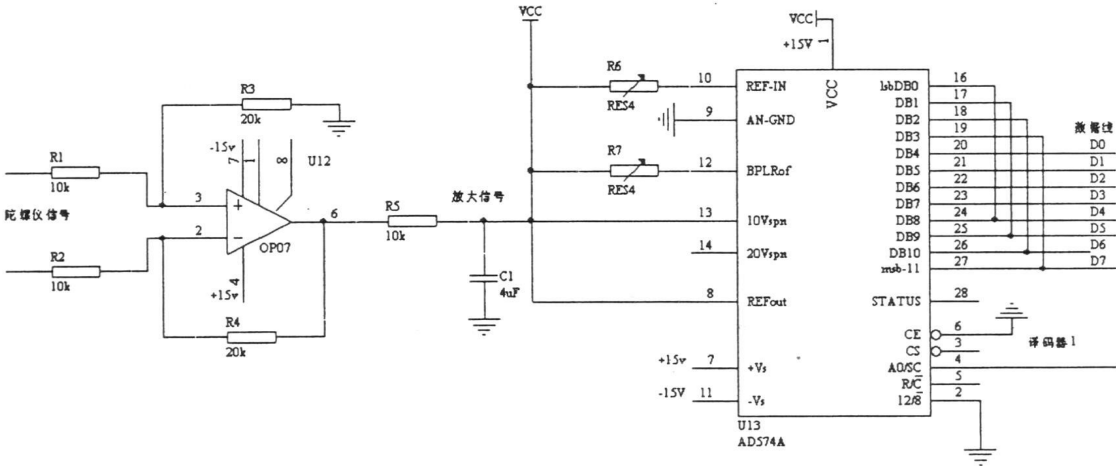 VCC
VCC
+15V
1
R6
10
REF-IN
RES4
VCC
9
AN-GND
R7
12
BPLRof
RES4
13
10Vspn
14
20Vspn
8
REFout
+15v
7
+Vs
-15V
11
-Vs
U13
AD574A
lsbDB0
16
DB1
17
DB2
18
DB3
19
DB4
20
DB5
21
DB6
22
DB7
23
DB8
24
DB9
25
DB10
26
msb-11
27
STATUS
28
CE
6
CS
3
A0/SC
4
R/C
5
12/8
2
数据线
D0
D1
D2
D3
D4
D5
D6
D7
译码器1
R3
20k
-15v
7
1
8
U12
R1
10k
3
陀螺仪信号
2
R2
10k
+
-
OP07
6
4
+15v
R4
20k
R5
10k
放大信号
C1
4uF